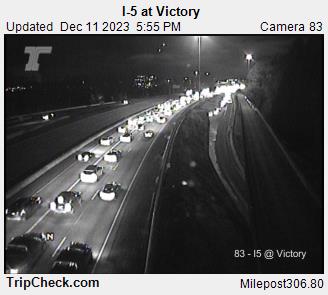 I-5 at Victory
Updated Dec 11 2023 5:55 PM Camera 83
T
N
83 - I5 @ Victory
TripCheck.com Milepost306.80